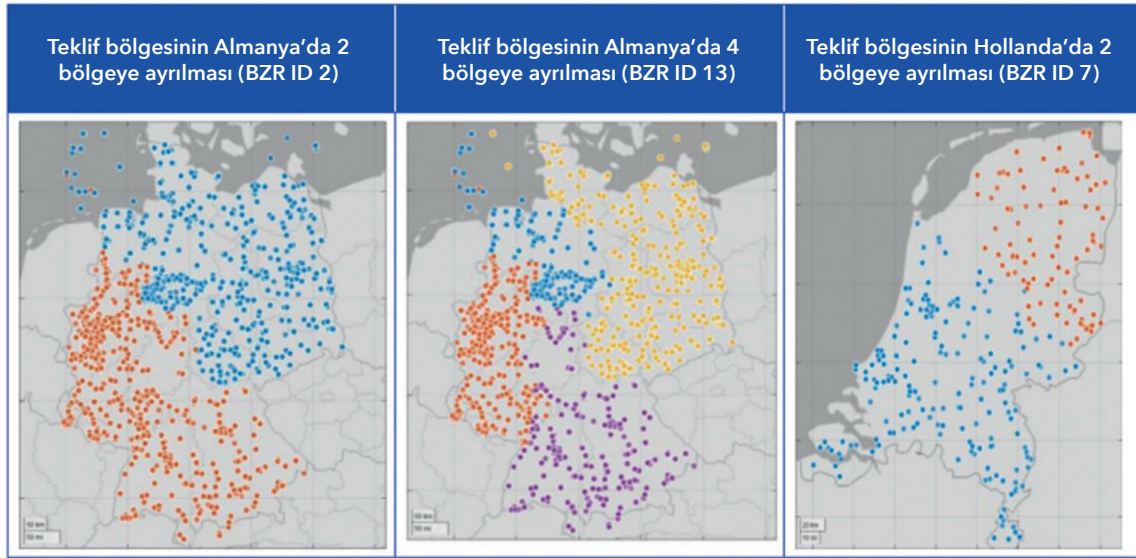 Teklif bölgesinin Almanya’da 2
bölgeye ayrılması (BZR ID 2)
Teklif bölgesinin Almanya’da 4
bölgeye ayrılması (BZR ID 13)
Teklif bölgesinin Hollanda’da 2
bölgeye ayrılması (BZR ID 7)
50 km
50 mi
50 km
50 mi
20 km
10 mi